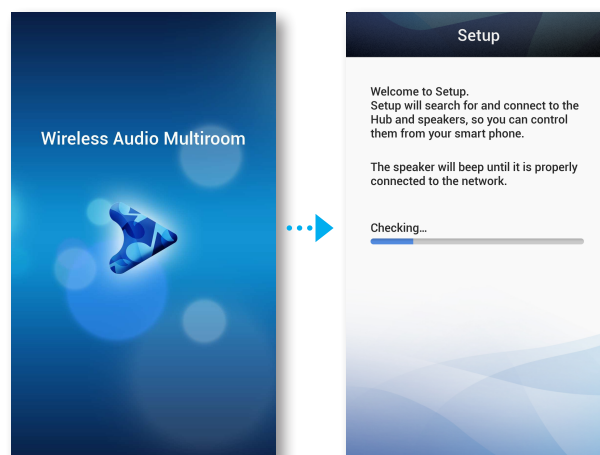 Wireless Audio Multiroom
Setup
Welcome to Setup.
Setup will search for and connect to the
Hub and speakers, so you can control
them from your smart phone.
The speaker will beep until it is properly
connected to the network.
Checking...